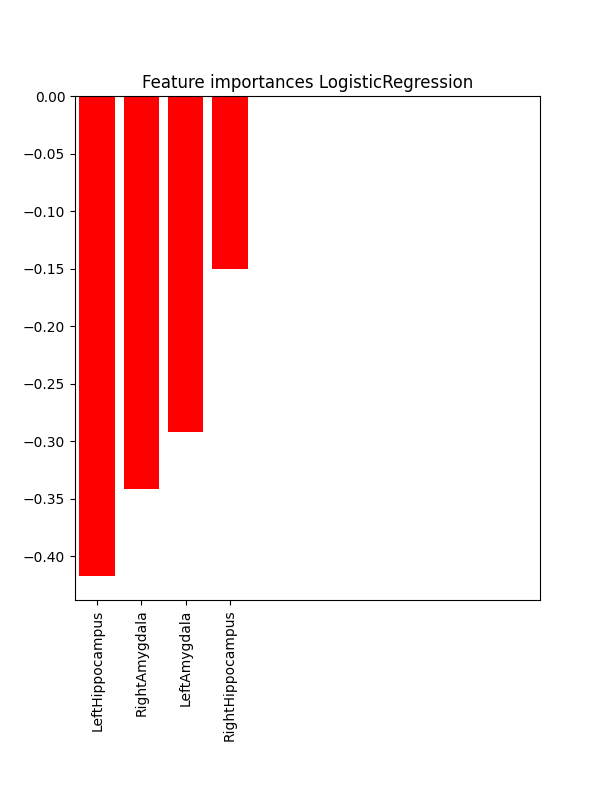 Feature importances LogisticRegression
0.00
−0.05
−0.10
−0.15
−0.20
−0.25
−0.30
−0.35
−0.40
LeftHippocampus
RightAmygdala
LeftAmygdala
RightHippocampus